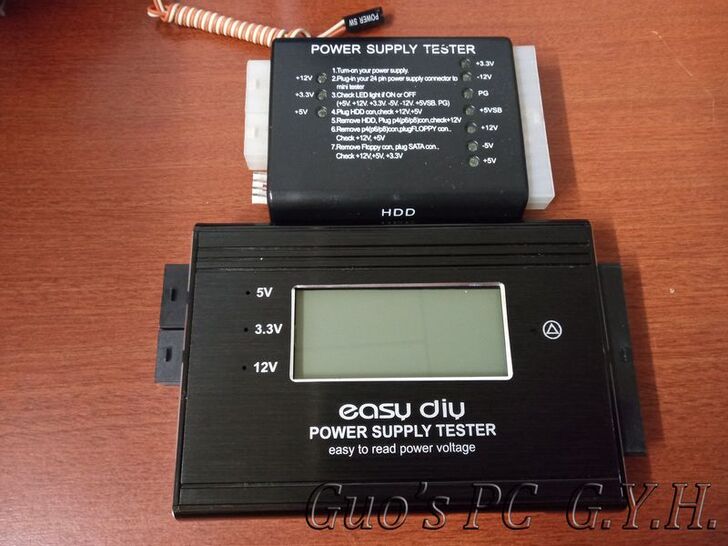 POWER SW
POWER SUPPLY TESTER
+12V
+3.3V
+5V
1.Turn-on your power supply.
2.Plug-in your 24 pin power supply connector to
mini tester
3.Check LED light if ON or OFF
(+5V. +12V. +3.3V. -5V. -12V. +5VSB. PG)
4.Plug HDD con,check +12V, +5V
5.Remove HDD, Plug p4(p6/p8)con,check+12V
6.Remove p4(p6/p8)con,plugFLOPPY con..
Check +12V, +5V
7.Remove Floppy con, plug SATA con...
Check +12V,+5V, +3.3V
+3.3V
-12V
PG
+5VSB
+12V
-5V
+5V
HDD
5V
3.3V
12V
easy diy
POWER SUPPLY TESTER
easy to read power voltage
Guo's PC G.Y.H.